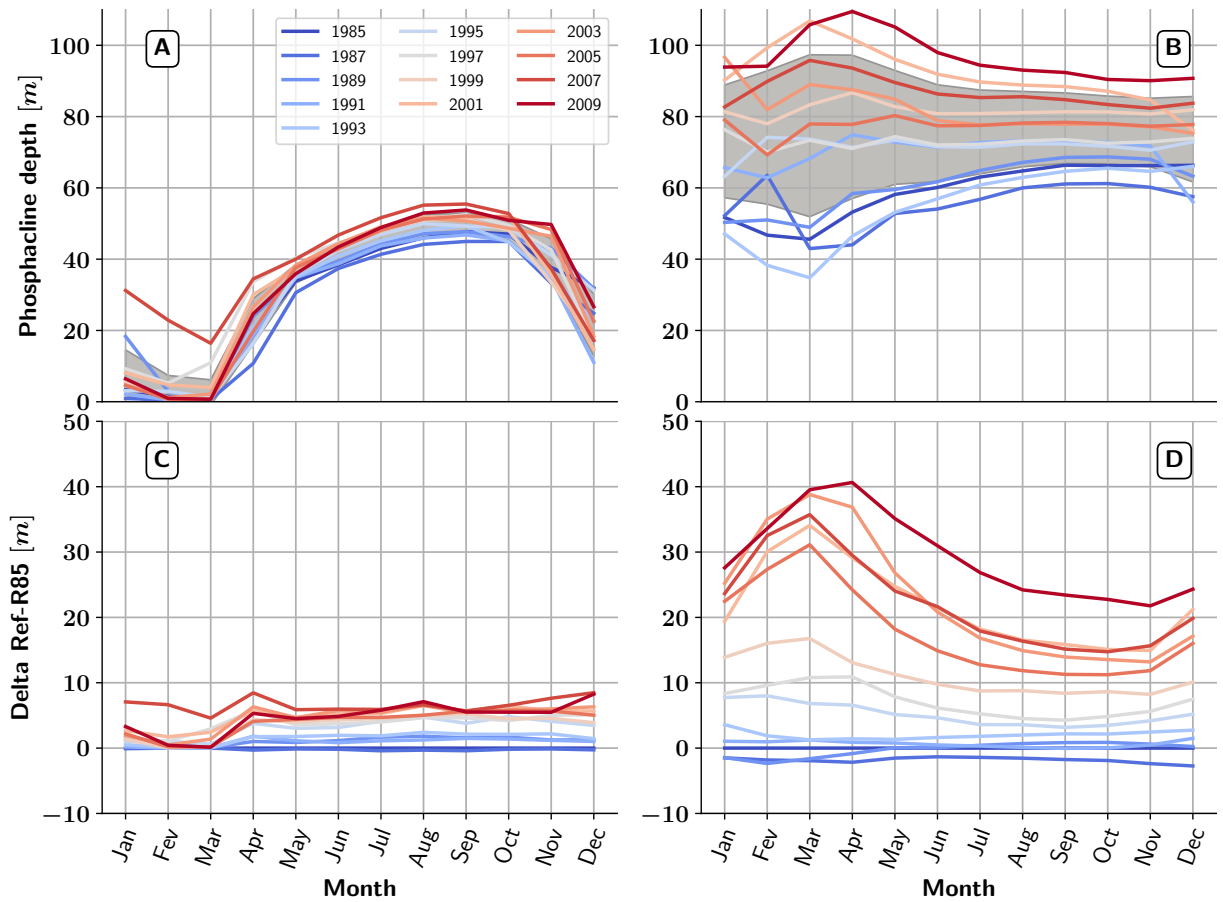 Phosphacline depth [m]
100
80
60
40
20
0
A
1985
1987
1989
1991
1993
1995
1997
1999
2001
2003
2005
2007
2009
100
80
60
40
20
0
B
Delta Ref-R85 [m]
50
40
30
20
10
0
−10
C
Jan
Fev
Mar
Apr
May
Jun
Jul
Aug
Sep
Oct
Nov
Dec
Month
50
40
30
20
10
0
−10
D
Jan
Fev
Mar
Apr
May
Jun
Jul
Aug
Sep
Oct
Nov
Dec
Month